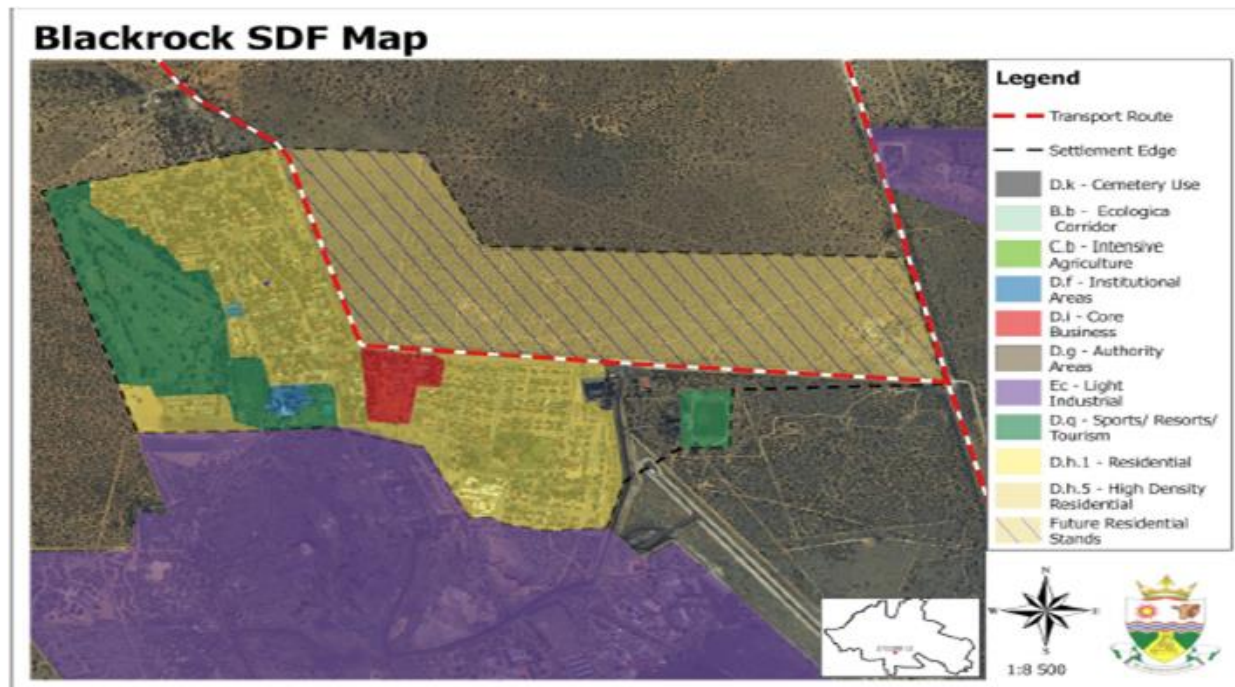 Blackrock SDF Map
Legend
Transport Route
Settlement Edge
D.k - Cemetery Use
B.b - Ecologica
Corridor
C.b - Intensive
Agriculture
D.f - Institutional
Areas
D.i - Core
Business
D.g - Authority
Areas
Ec - Light
Industrial
D.q - Sports/ Resorts/
Tourism
D.h.1 - Residential
D.h.5 - High Density
Residential
Future Residential
Stands
N
W
E
S
1:8 500